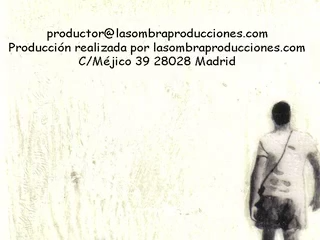 productor@lasombraproducciones.com
Producción realizada por lasombraproducciones.com
C/Méjico 39 28028 Madrid